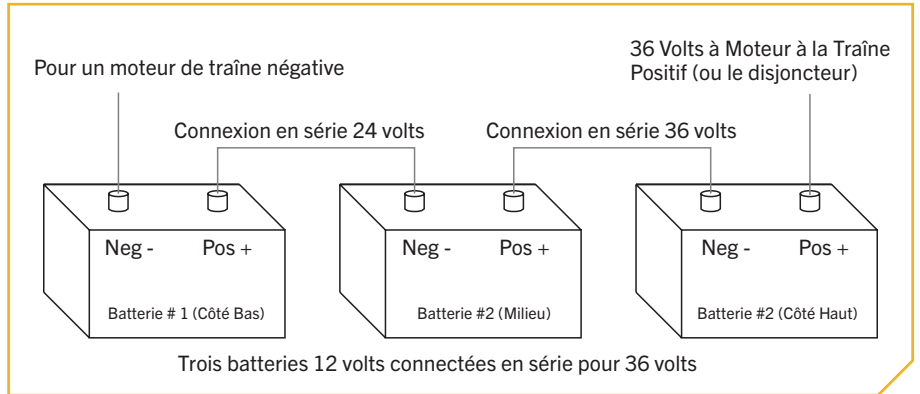 36 Volts à Moteur à la Traîne
Positif (ou le disjoncteur)
Pour un moteur de traîne négative
Connexion en série 24 volts
Connexion en série 36 volts
Neg -
Pos +
Neg -
Pos +
Neg -
Pos +
Batterie # 1 (Côté Bas)
Batterie #2 (Milieu)
Batterie #2 (Côté Haut)
Trois batteries 12 volts connectées en série pour 36 volts